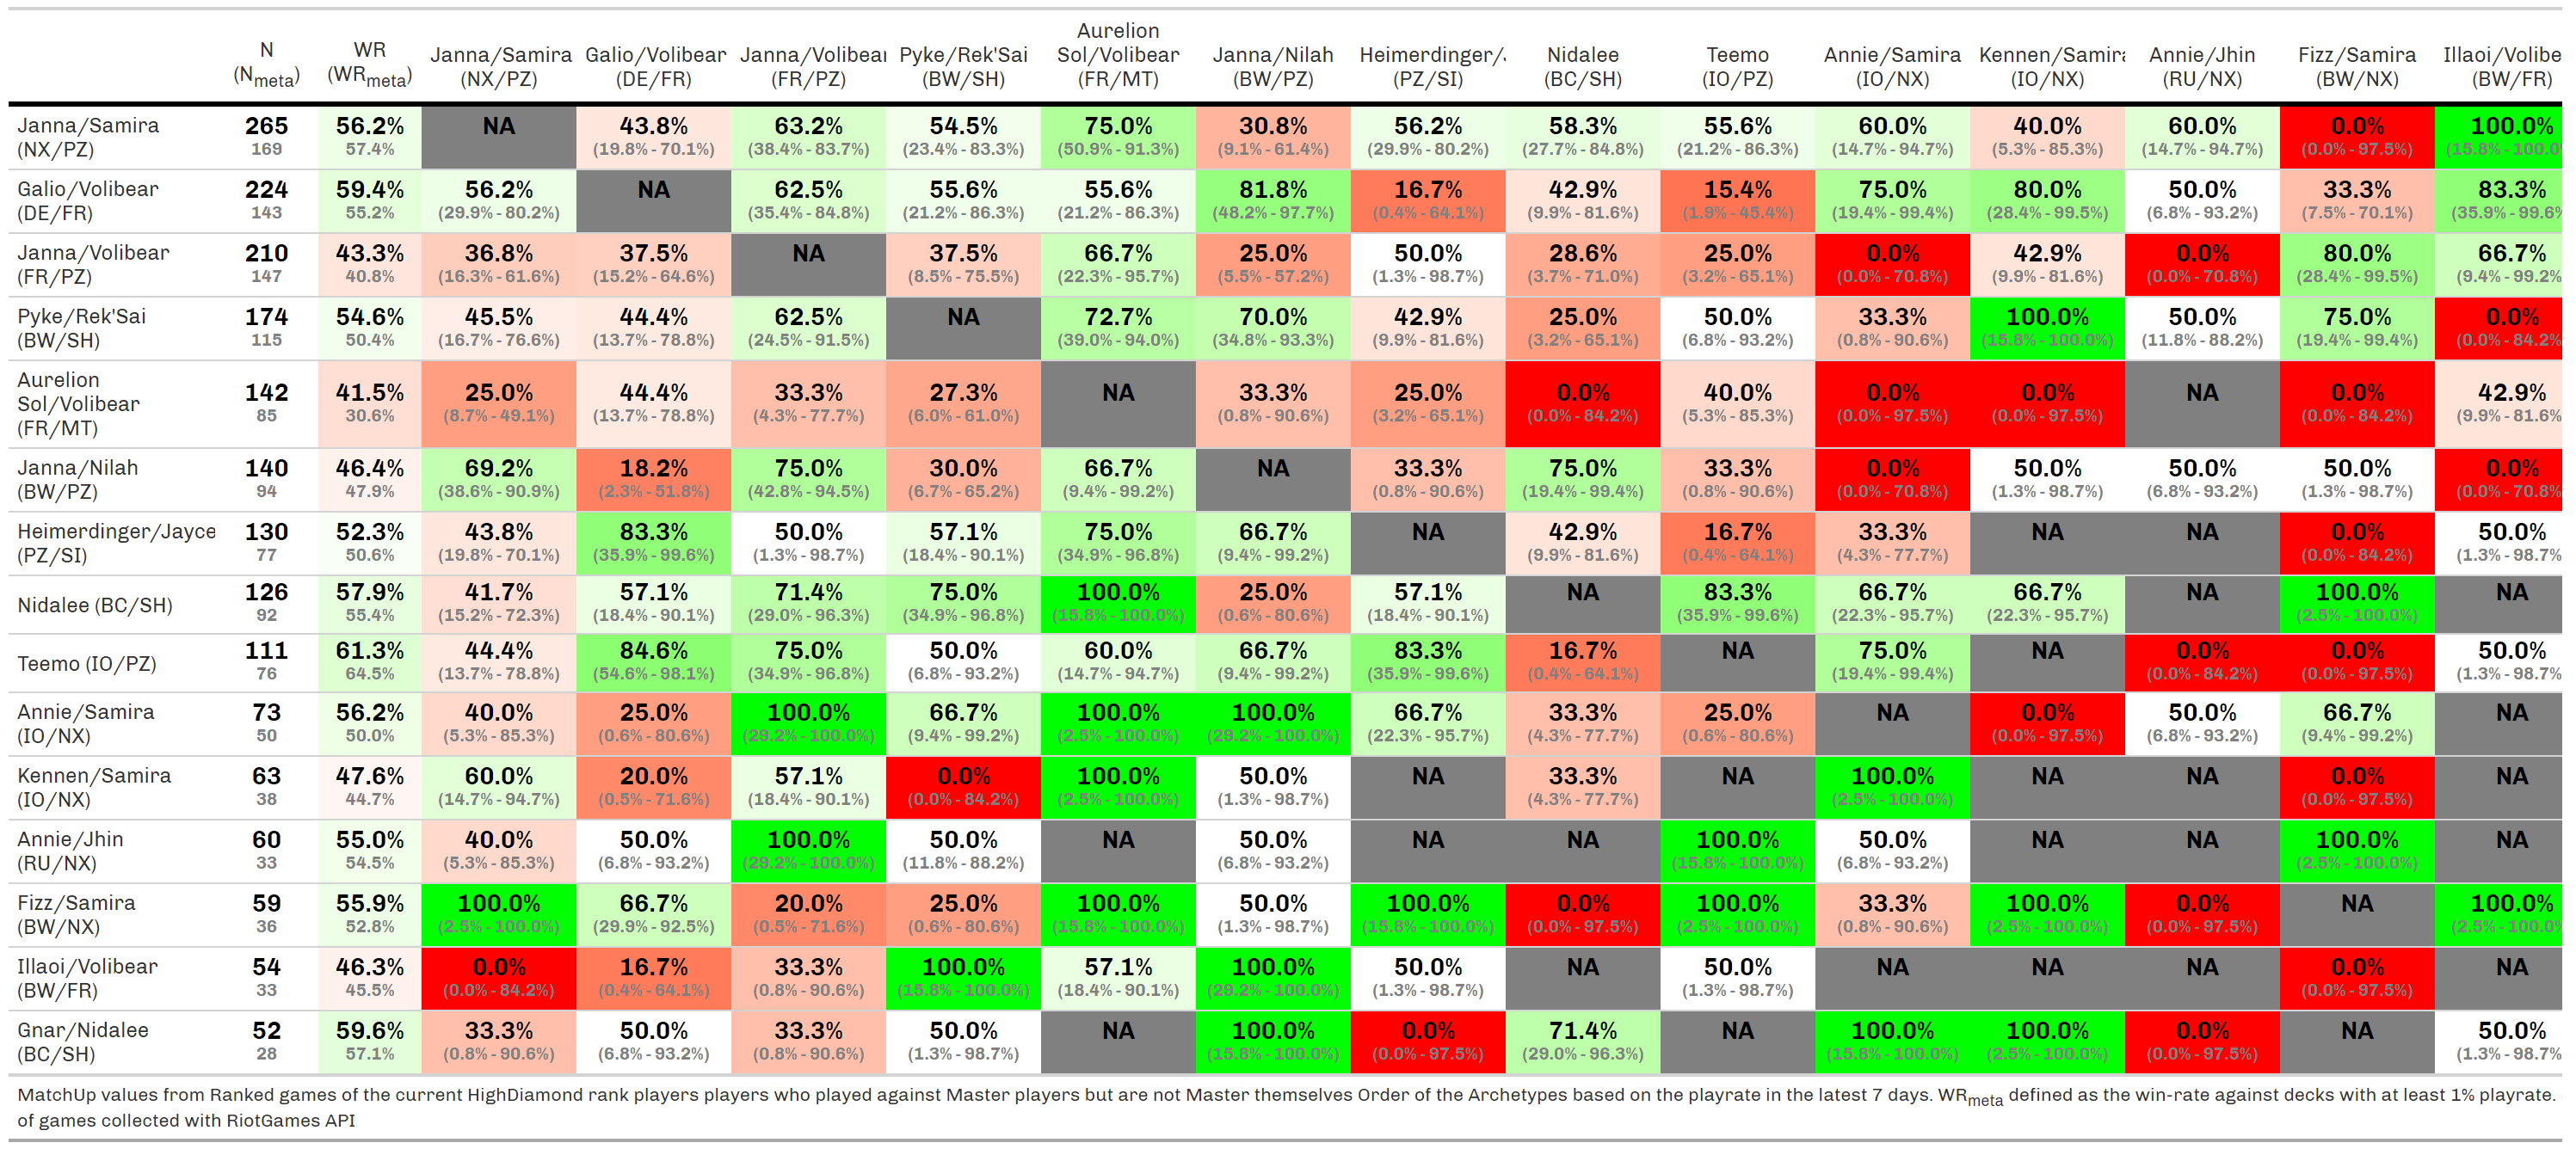 N WR Janna/Samira Galio/Volibear Janna/Volibear Pyke/Rek'Sai Aurelion Sol/Volibear Janna/Nilah Heimerdinger/ Nidalee Teemo Annie/Samira Kennen/Samira Annie/Jhin Fizz/Samira Illaoi/Volibe
(Nmeta) (WRmeta) (NX/PZ) (DE/FR) (FR/PZ) (BW/SH) (FR/MT) (BW/PZ) (PZ/SI) (BC/SH) (IO/PZ) (IO/NX) (IO/NX) (RU/NX) (BW/NX) (BW/FR)
Janna/Samira 265 56.2% NA 43.8% 63.2% 54.5% 75.0% 30.8% 56.2% 58.3% 55.6% 60.0% 40.0% 60.0% 0.0% 100.0%
(NX/PZ) 169 57.4% (19.8% - 70.1%) (38.4% - 83.7%) (23.4% - 83.3%) (50.9% - 91.3%) (9.1% - 61.4%) (29.9% - 80.2%) (27.7% - 84.8%) (21.2% - 86.3%) (14.7% - 94.7%) (5.3% - 85.3%) (14.7% - 94.7%) (0.0% - 97.5%) (15.8% - 100.0
Galio/Volibear 224 59.4% 56.2% NA 62.5% 55.6% 55.6% 81.8% 16.7% 42.9% 15.4% 75.0% 80.0% 50.0% 33.3% 83.3%
(DE/FR) 143 55.2% (29.9% - 80.2%) (35.4% - 84.8%) (21.2% - 86.3%) (21.2% - 86.3%) (48.2% - 97.7%) (0.4% - 64.1%) (9.9% - 81.6%) (1.9% - 45.4%) (19.4% - 99.4%) (28.4% - 99.5%) (6.8% - 93.2%) (7.5% - 70.1%) (35.9% - 99.6%
Janna/Volibear 210 43.3% 36.8% 37.5% NA 37.5% 66.7% 25.0% 50.0% 28.6% 25.0% 0.0% 42.9% 0.0% 80.0% 66.7%
(FR/PZ) 147 40.8% (16.3% - 61.6%) (15.2% - 64.6%) (8.5% - 75.5%) (22.3% - 95.7%) (5.5% - 57.2%) (1.3% - 98.7%) (3.7% - 71.0%) (3.2% - 65.1%) (0.0% - 70.8%) (9.9% - 81.6%) (0.0% - 70.8%) (28.4% - 99.5%) (9.4% - 99.2%
Pyke/Rek'Sai 174 54.6% 45.5% 44.4% 62.5% NA 72.7% 70.0% 42.9% 25.0% 50.0% 33.3% 100.0% 50.0% 75.0% 0.0%
(BW/SH) 115 50.4% (16.7% - 76.6%) (13.7% - 78.8%) (24.5% - 91.5%) (39.0% - 94.0%) (34.8% - 93.3%) (9.9% - 81.6%) (3.2% - 65.1%) (6.8% - 93.2%) (0.8% - 90.6%) (15.8% - 100.0%) (11.8% - 88.2%) (19.4% - 99.4%) (0.0% - 84.2%
Aurelion
Sol/Volibear 142 41.5% 25.0% 44.4% 33.3% 27.3% NA 33.3% 25.0% 0.0% 40.0% 0.0% 0.0% NA 0.0% 42.9%
(FR/MT) 85 30.6% (8.7% - 49.1%) (13.7% - 78.8%) (4.3% - 77.7%) (6.0% - 61.0%) (0.8% - 90.6%) (3.2% - 65.1%) (0.0% - 84.2%) (5.3% - 85.3%) (0.0% - 97.5%) (0.0% - 97.5%) (0.0% - 84.2%) (9.9% - 81.6%
Janna/Nilah 140 46.4% 69.2% 18.2% 75.0% 30.0% 66.7% NA 33.3% 75.0% 33.3% 0.0% 50.0% 50.0% 50.0% 0.0%
(BW/PZ) 94 47.9% (38.6% - 90.9%) (2.3% - 51.8%) (42.8% - 94.5%) (6.7% - 65.2%) (9.4% - 99.2%) (0.8% - 90.6%) (19.4% - 99.4%) (0.8% - 90.6%) (0.0% - 70.8%) (1.3% - 98.7%) (6.8% - 93.2%) (1.3% - 98.7%) (0.0% - 70.8%
Heimerdinger/Jayce 130 52.3% 43.8% 83.3% 50.0% 57.1% 75.0% 66.7% NA 42.9% 16.7% 33.3% NA NA 0.0% 50.0%
(PZ/SI) 77 50.6% (19.8% - 70.1%) (35.9% - 99.6%) (1.3% - 98.7%) (18.4% - 90.1%) (34.9% - 96.8%) (9.4% - 99.2%) (9.9% - 81.6%) (0.4% - 64.1%) (4.3% - 77.7%) (0.0% - 84.2%) (1.3% - 98.7%
Nidalee (BC/SH) 126 57.9% 41.7% 57.1% 71.4% 75.0% 100.0% 25.0% 57.1% NA 83.3% 66.7% 66.7% NA 100.0% NA
92 55.4% (15.2% - 72.3%) (18.4% - 90.1%) (29.0% - 96.3%) (34.9% - 96.8%) (15.8% - 100.0%) (0.6% - 80.6%) (18.4% - 90.1%) (35.9% - 99.6%) (22.3% - 95.7%) (22.3% - 95.7%) (2.5% - 100.0%)
Teemo (IO/PZ) 111 61.3% 44.4% 84.6% 75.0% 50.0% 60.0% 66.7% 83.3% 16.7% NA 75.0% NA 0.0% 0.0% 50.0%
76 64.5% (13.7% - 78.8%) (54.6% - 98.1%) (34.9% - 96.8%) (6.8% - 93.2%) (14.7% - 94.7%) (9.4% - 99.2%) (35.9% - 99.6%) (0.4% - 64.1%) (19.4% - 99.4%) (0.0% - 84.2%) (0.0% - 97.5%) (1.3% - 98.7%
Annie/Samira 73 56.2% 40.0% 25.0% 100.0% 66.7% 100.0% 100.0% 66.7% 33.3% 25.0% NA 0.0% 50.0% 66.7% NA
(IO/NX) 50 50.0% (5.3% - 85.3%) (0.6% - 80.6%) (29.2% - 100.0%) (9.4% - 99.2%) (2.5% - 100.0%) (29.2% - 100.0%) (22.3% - 95.7%) (4.3% - 77.7%) (0.6% - 80.6%) (0.0% - 97.5%) (6.8% - 93.2%) (9.4% - 99.2%)
Kennen/Samira 63 47.6% 60.0% 20.0% 57.1% 0.0% 100.0% 50.0% NA 33.3% NA 100.0% NA NA 0.0% NA
(IO/NX) 38 44.7% (14.7% - 94.7%) (0.5% - 71.6%) (18.4% - 90.1%) (0.0% - 84.2%) (2.5% - 100.0%) (1.3% - 98.7%) (4.3% - 77.7%) (2.5% - 100.0%) (0.0% - 97.5%)
Annie/Jhin 60 55.0% 40.0% 50.0% 100.0% 50.0% NA 50.0% NA NA 100.0% 50.0% NA NA 100.0% NA
(RU/NX) 33 54.5% (5.3% - 85.3%) (6.8% - 93.2%) (29.2% - 100.0%) (11.8% - 88.2%) (6.8% - 93.2%) (15.8% - 100.0%) (6.8% - 93.2%) (2.5% - 100.0%)
Fizz/Samira 59 55.9% 100.0% 66.7% 20.0% 25.0% 100.0% 50.0% 100.0% 0.0% 100.0% 33.3% 100.0% 0.0% NA 100.0%
(BW/NX) 36 52.8% (2.5% - 100.0%) (29.9% - 92.5%) (0.5% - 71.6%) (0.6% - 80.6%) (15.8% - 100.0%) (1.3% - 98.7%) (15.8% - 100.0%) (0.0% - 97.5%) (2.5% - 100.0%) (0.8% - 90.6%) (2.5% - 100.0%) (0.0% - 97.5%) (2.5% - 100.0%
Illaoi/Volibear 54 46.3% 0.0% 16.7% 33.3% 100.0% 57.1% 100.0% 50.0% NA 50.0% NA NA NA 0.0% NA
(BW/FR) 33 45.5% (0.0% - 84.2%) (0.4% - 64.1%) (0.8% - 90.6%) (15.8% - 100.0%) (18.4% - 90.1%) (29.2% - 100.0%) (1.3% - 98.7%) (1.3% - 98.7%) (0.0% - 97.5%)
Gnar/Nidalee 52 59.6% 33.3% 50.0% 33.3% 50.0% NA 100.0% 0.0% 71.4% NA 100.0% 100.0% 0.0% NA 50.0%
(BC/SH) 28 57.1% (0.8% - 90.6%) (6.8% - 93.2%) (0.8% - 90.6%) (1.3% - 98.7%) (15.8% - 100.0%) (0.0% - 97.5%) (29.0% - 96.3%) (15.8% - 100.0%) (2.5% - 100.0%) (0.0% - 97.5%) (1.3% - 98.7%
MatchUp values from Ranked games of the current HighDiamond rank players players who played against Master players but are not Master themselves Order of the Archetypes based on the playrate in the latest 7 days. WRmeta defined as the win-rate against decks with at least 1% playrate.
of games collected with RiotGames API